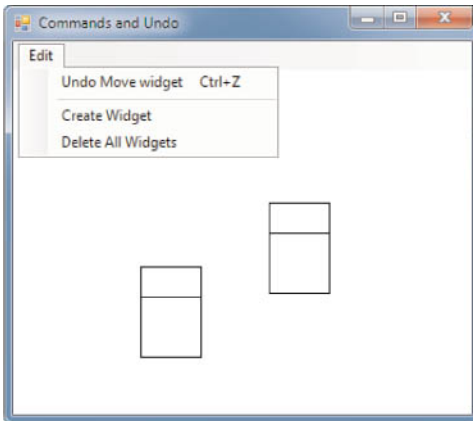 Commands and Undo
Edit
Undo Move widget Ctrl+Z
Create Widget
Delete All Widgets